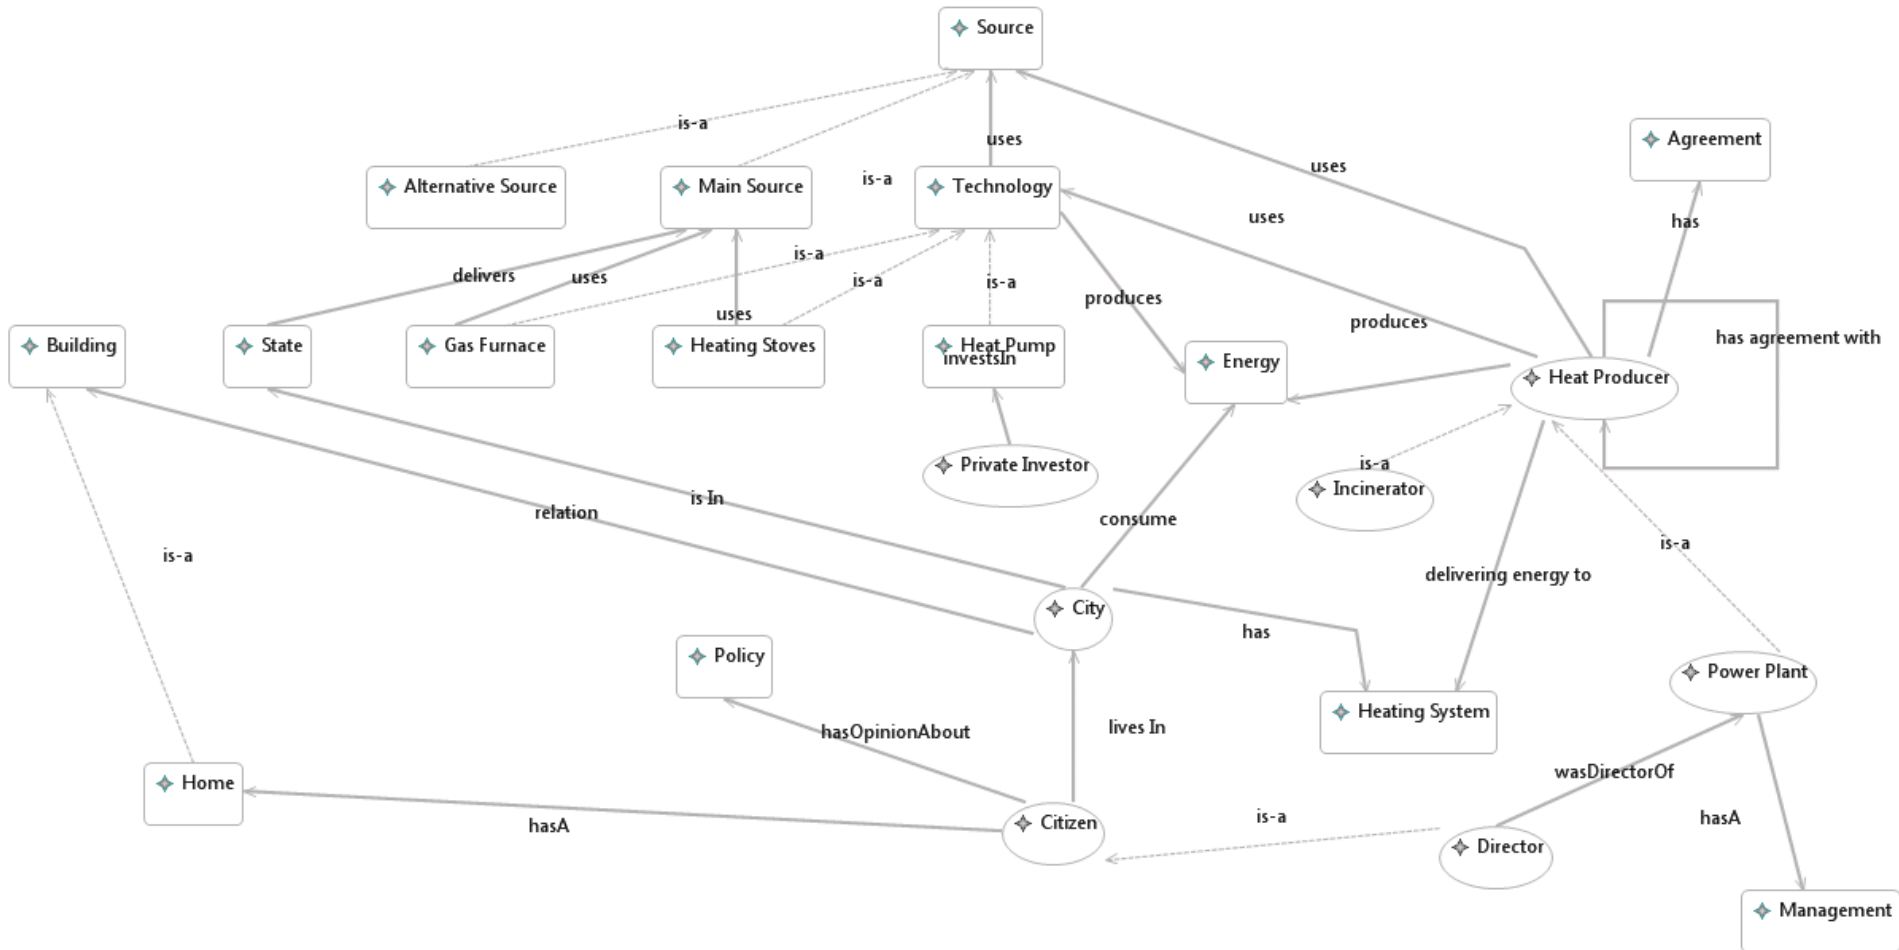 Source
is-a
uses
uses
Agreement
Alternative Source
Main Source
is-a
Technology
uses
has
delivers
uses
is-a
is-a
is-a
produces
produces
uses
has agreement with
Building
State
Gas Furnace
Heating Stoves
Heat Pump
investsIn
Energy
Heat Producer
Private Investor
is-a
Incinerator
relation
is In
consume
is-a
is-a
delivering energy to
City
has
Policy
Power Plant
Heating System
hasOpinionAbout
lives In
wasDirectorOf
Home
hasA
Citizen
is-a
hasA
Director
Management